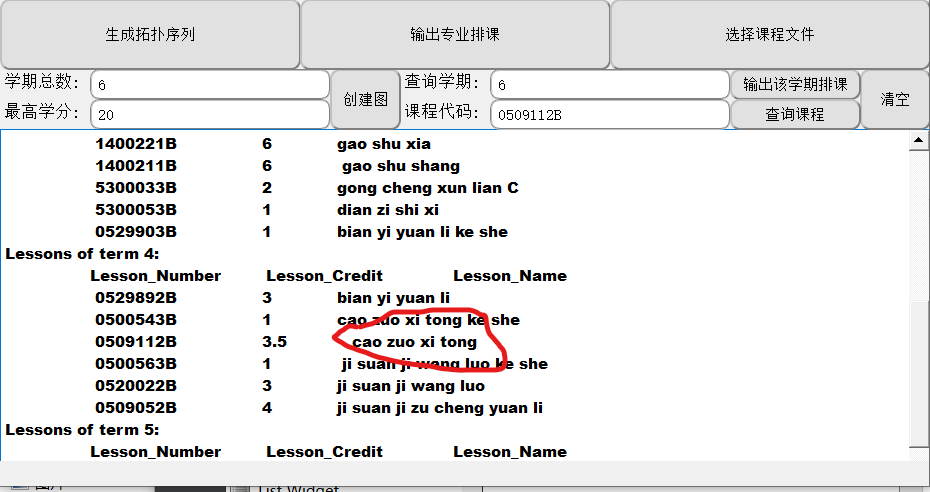 生成拓扑序列 输出专业排课 选择课程文件
学期总数: 6 创建图 查询学期: 6 输出该学期排课 清空
最高学分: 20 课程代码: 0509112B 查询课程
1400221B 6 gao shu xia
1400211B 6 gao shu shang
5300033B 2 gong cheng xun lian C
5300053B 1 dian zi shi xi
0529903B 1 bian yi yuan li ke she
Lessons of term 4:
Lesson_Number Lesson_Credit Lesson_Name
0529892B 3 bian yi yuan li
0500543B 1 cao zuo xi tong ke she
0509112B 3.5 cao zuo xi tong
0500563B 1 ji suan ji wang luo ke she
0520022B 3 ji suan ji wang luo
0509052B 4 ji suan ji zu cheng yuan li
Lessons of term 5:
Lesson_Number Lesson_Credit Lesson_Name
List Widget